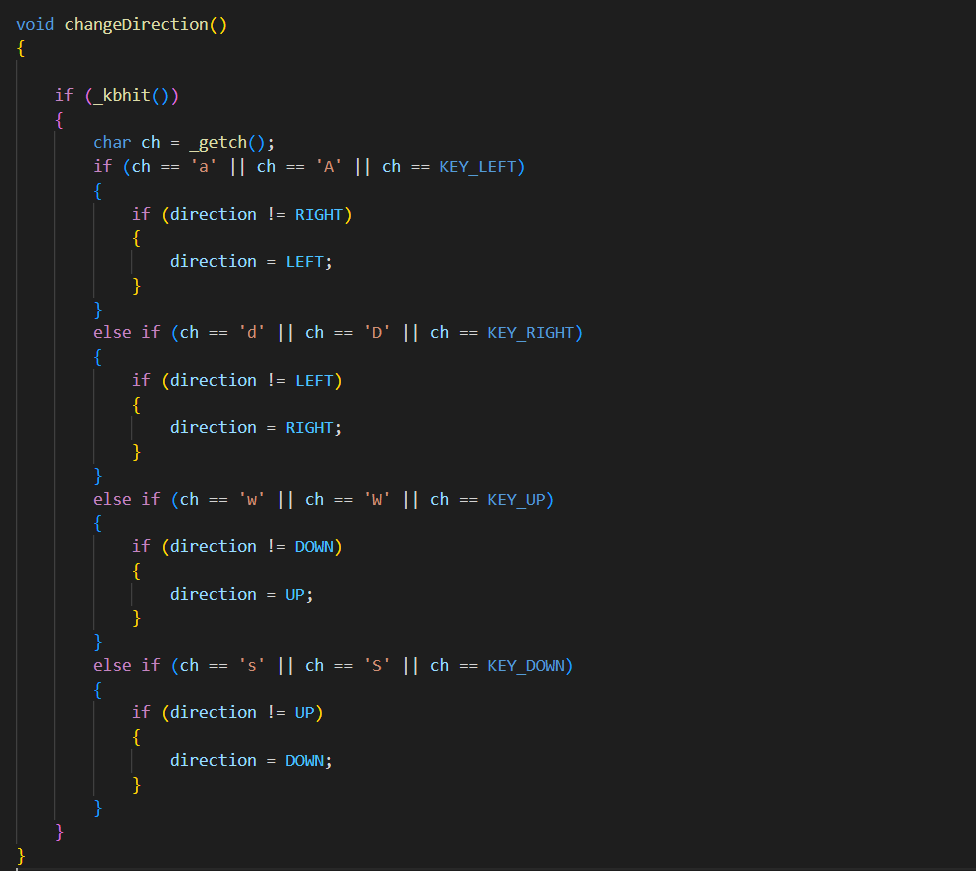 void changeDirection()
{
    if (_kbhit())
    {
        char ch = _getch();
        if (ch == 'a' || ch == 'A' || ch == KEY_LEFT)
        {
            if (direction != RIGHT)
            {
                direction = LEFT;
            }
        }
        else if (ch == 'd' || ch == 'D' || ch == KEY_RIGHT)
        {
            if (direction != LEFT)
            {
                direction = RIGHT;
            }
        }
        else if (ch == 'w' || ch == 'W' || ch == KEY_UP)
        {
            if (direction != DOWN)
            {
                direction = UP;
            }
        }
        else if (ch == 's' || ch == 'S' || ch == KEY_DOWN)
        {
            if (direction != UP)
            {
                direction = DOWN;
            }
        }
    }
}